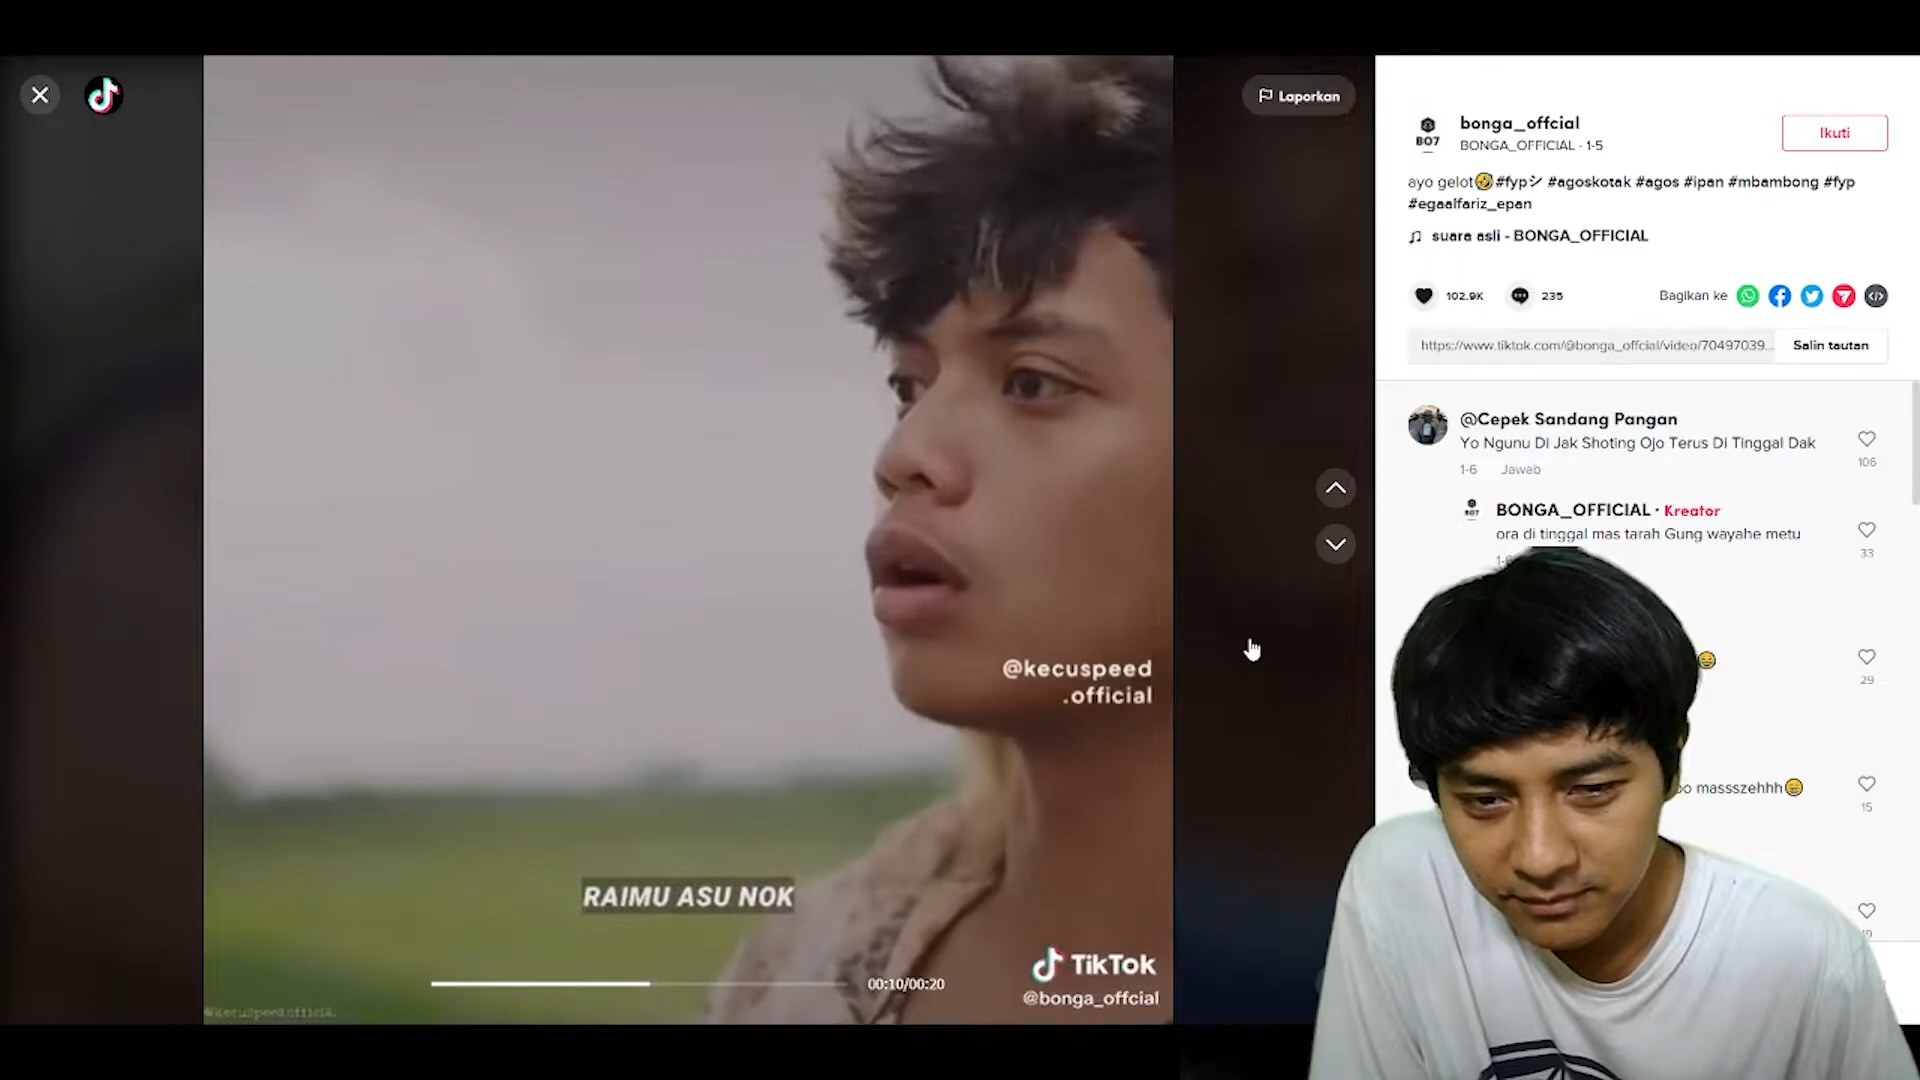 Laporkan
@kecuspeed
.official
RAIMU ASU NOK
00:10/00:20
TikTok
@bonga_offcial
BO7
bonga_offcial
BONGA_OFFICIAL · 1-5
Ikuti
ayo gelot🤣#fypシ #agoskotak #agos #ipan #mbambong #fyp
#egaalfariz_epan
suara asli - BONGA_OFFICIAL
102.9K
235
Bagikan ke
https://www.tiktok.com/@bonga_offcial/video/70497039...
Salin tautan
@Cepek Sandang Pangan
Yo Ngunu Di Jak Shoting Ojo Terus Di Tinggal Dak
1-6 Jawab
106
BO7
BONGA_OFFICIAL · Kreator
ora di tinggal mas tarah Gung wayahe metu
33
29
massszehhh😄
15